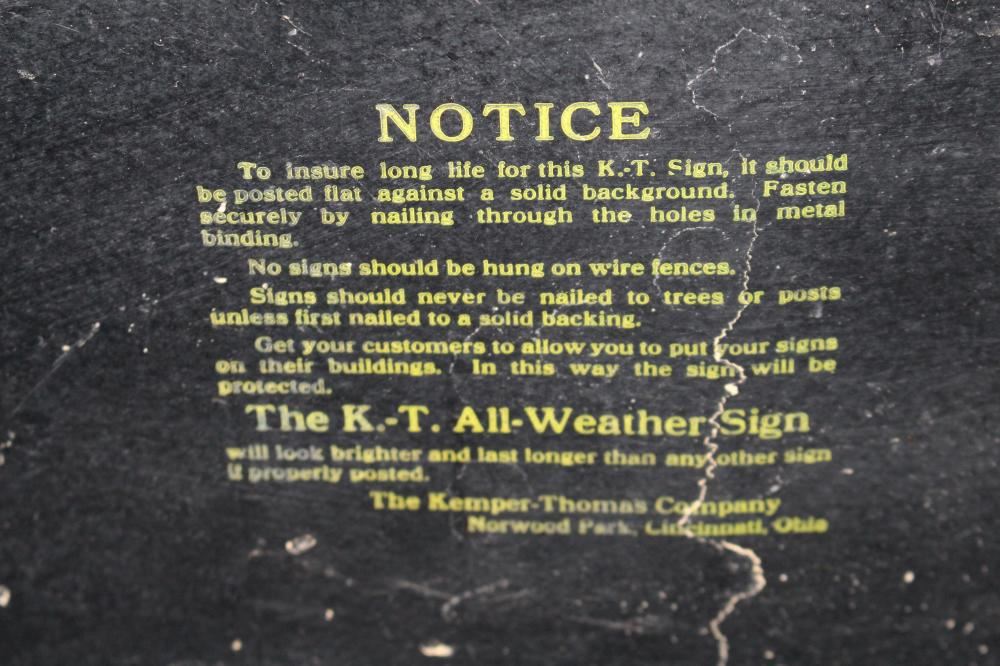 NOTICE
To insure long life for this K.-T. Sign, it should
be posted flat against a solid background. Fasten
securely by nailing through the holes in metal
binding.
No signs should be hung on wire fences.
Signs should never be nailed to trees or posts
unless first nailed to a solid backing.
Get your customers to allow you to put your signs
on their buildings. In this way the sign will be
protected.
The K.-T. All-Weather Sign
will look brighter and last longer than any other sign
if properly posted.
The Kemper-Thomas Company
Norwood Park, Cincinnati, Ohio